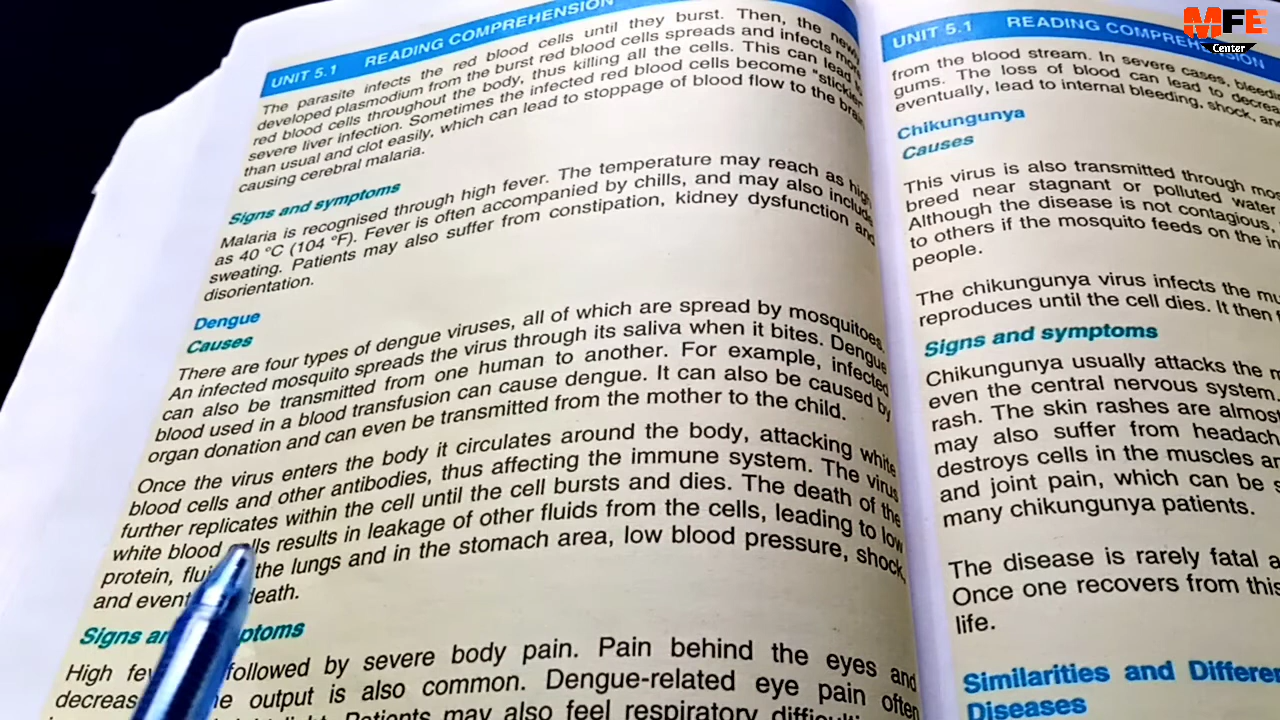 UNIT 5.1 READING COMPREHENSION
The parasite infects the red blood cells until they burst. Then, the
developed plasmodium from the burst red blood cells spreads and infects
red blood cells throughout the body, thus killing all the cells. This can lead
severe liver infection. Sometimes the infected red blood cells become "stickier"
than usual and clot easily, which can lead to stoppage of blood flow to the brain
causing cerebral malaria.
Signs and symptoms
Malaria is recognised through high fever. The temperature may reach as high
as 40 °C (104 °F). Fever is often accompanied by chills, and may also include
sweating. Patients may also suffer from constipation, kidney dysfunction and
disorientation.
Dengue
Causes
There are four types of dengue viruses, all of which are spread by mosquitoes.
An infected mosquito spreads the virus through its saliva when it bites. Dengue
can also be transmitted from one human to another. For example, infected
blood used in a blood transfusion can cause dengue. It can also be caused by
organ donation and can even be transmitted from the mother to the child.
Once the virus enters the body it circulates around the body, attacking white
blood cells and other antibodies, thus affecting the immune system. The virus
further replicates within the cell until the cell bursts and dies. The death of the
white blood cells results in leakage of other fluids from the cells, leading to low
protein, the lungs and in the stomach area, low blood pressure, shock,
and death.
Signs
High followed by severe body pain. Pain behind the eyes and
output is also common. Dengue-related eye pain often
Patients may also feel respiratory
UNIT 5.1 READING COMPREHENSION
from the blood stream. In severe cases,
gums. The loss of blood can lead to
eventually, lead to internal bleeding, shock,
Chikungunya
Causes
This virus is also transmitted through
breed near stagnant or polluted water
Although the disease is not contagious,
to others if the mosquito feeds on the
people.
The chikungunya virus infects the
reproduces until the cell dies. It then
Signs and symptoms
Chikungunya usually attacks the
even the central nervous system.
rash. The skin rashes are
may also suffer from
destroys cells in the muscles
and joint pain, which can be
many chikungunya patients.
The disease is rarely fatal
Once one recovers from this
life.
Similarities and
Diseases
MFE
Center